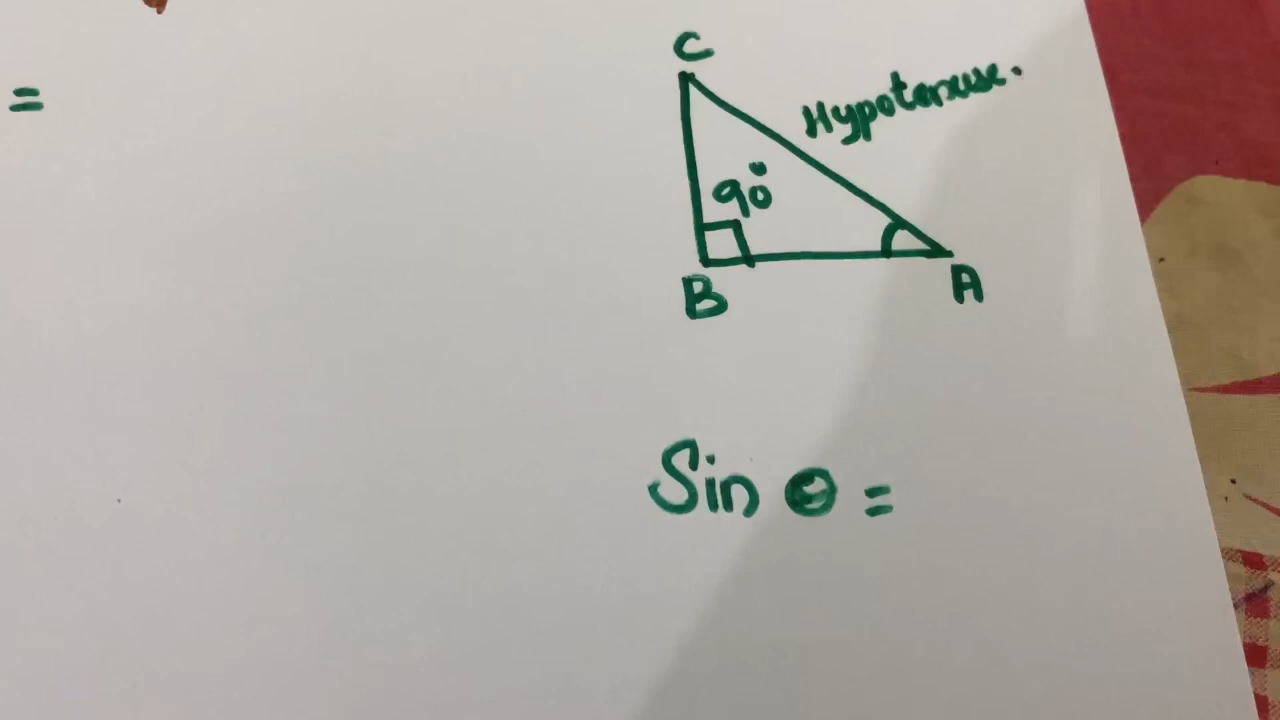 =
C
Hypotenuse.
90°
B
A
Sin θ =